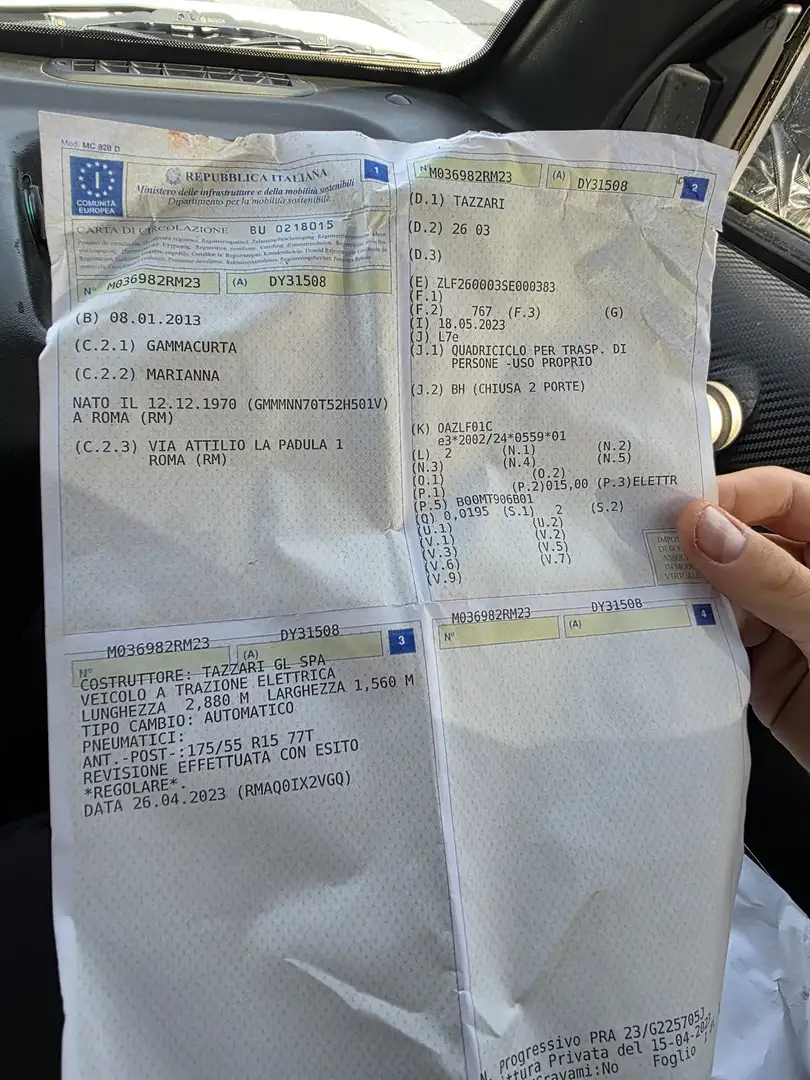 Mod. MC 820 D
COMUNITÀ
EUROPEA
REPUBBLICA ITALIANA
Ministero delle infrastrutture e della mobilità sostenibili
Dipartimento per la mobilità sostenibile
1
CARTA DI CIRCOLAZIONE BU 0218015
N° M036982RM23 (A) DY31508
(B) 08.01.2013
(C.2.1) GAMMACURTA
(C.2.2) MARIANNA
NATO IL 12.12.1970 (GMMMNN70T52H501V)
A ROMA (RM)
(C.2.3) VIA ATTILIO LA PADULA 1
ROMA (RM)
N° M036982RM23 (A) DY31508 2
(D.1) TAZZARI
(D.2) 26 03
(D.3)
(E) ZLF260003SE000383
(F.1)
(F.2) 767 (F.3) (G)
(I) 18.05.2023
(J) L7e
(J.1) QUADRICICLO PER TRASP. DI
PERSONE -USO PROPRIO
(J.2) BH (CHIUSA 2 PORTE)
(K) OAZLF01C
e3*2002/24*0559*01
(L) 2 (N.1) (N.2)
(N.3) (N.4) (N.5)
(O.1) (O.2)
(P.1) (P.2)015,00 (P.3)ELETTR
(P.5) B00MT906B01
(Q) 0,0195 (S.1) 2 (S.2)
(U.1) (U.2)
(V.1) (V.2)
(V.3) (V.5)
(V.6) (V.7)
(V.9)
VIRTUALE
M036982RM23 DY31508
N° (A) 3
COSTRUTTORE: TAZZARI GL SPA
VEICOLO A TRAZIONE ELETTRICA
LUNGHEZZA 2,880 M LARGHEZZA 1,560 M
TIPO CAMBIO: AUTOMATICO
PNEUMATICI:
ANT.-POST-:175/55 R15 77T
REVISIONE EFFETTUATA CON ESITO
*REGOLARE*.
DATA 26.04.2023 (RMAQ0IX2VGQ)
M036982RM23 DY31508
N° (A) 4
N. Progressivo PRA 23/G225705J
ttura Privata del 15-04-202
Gravami:No Foglio 1